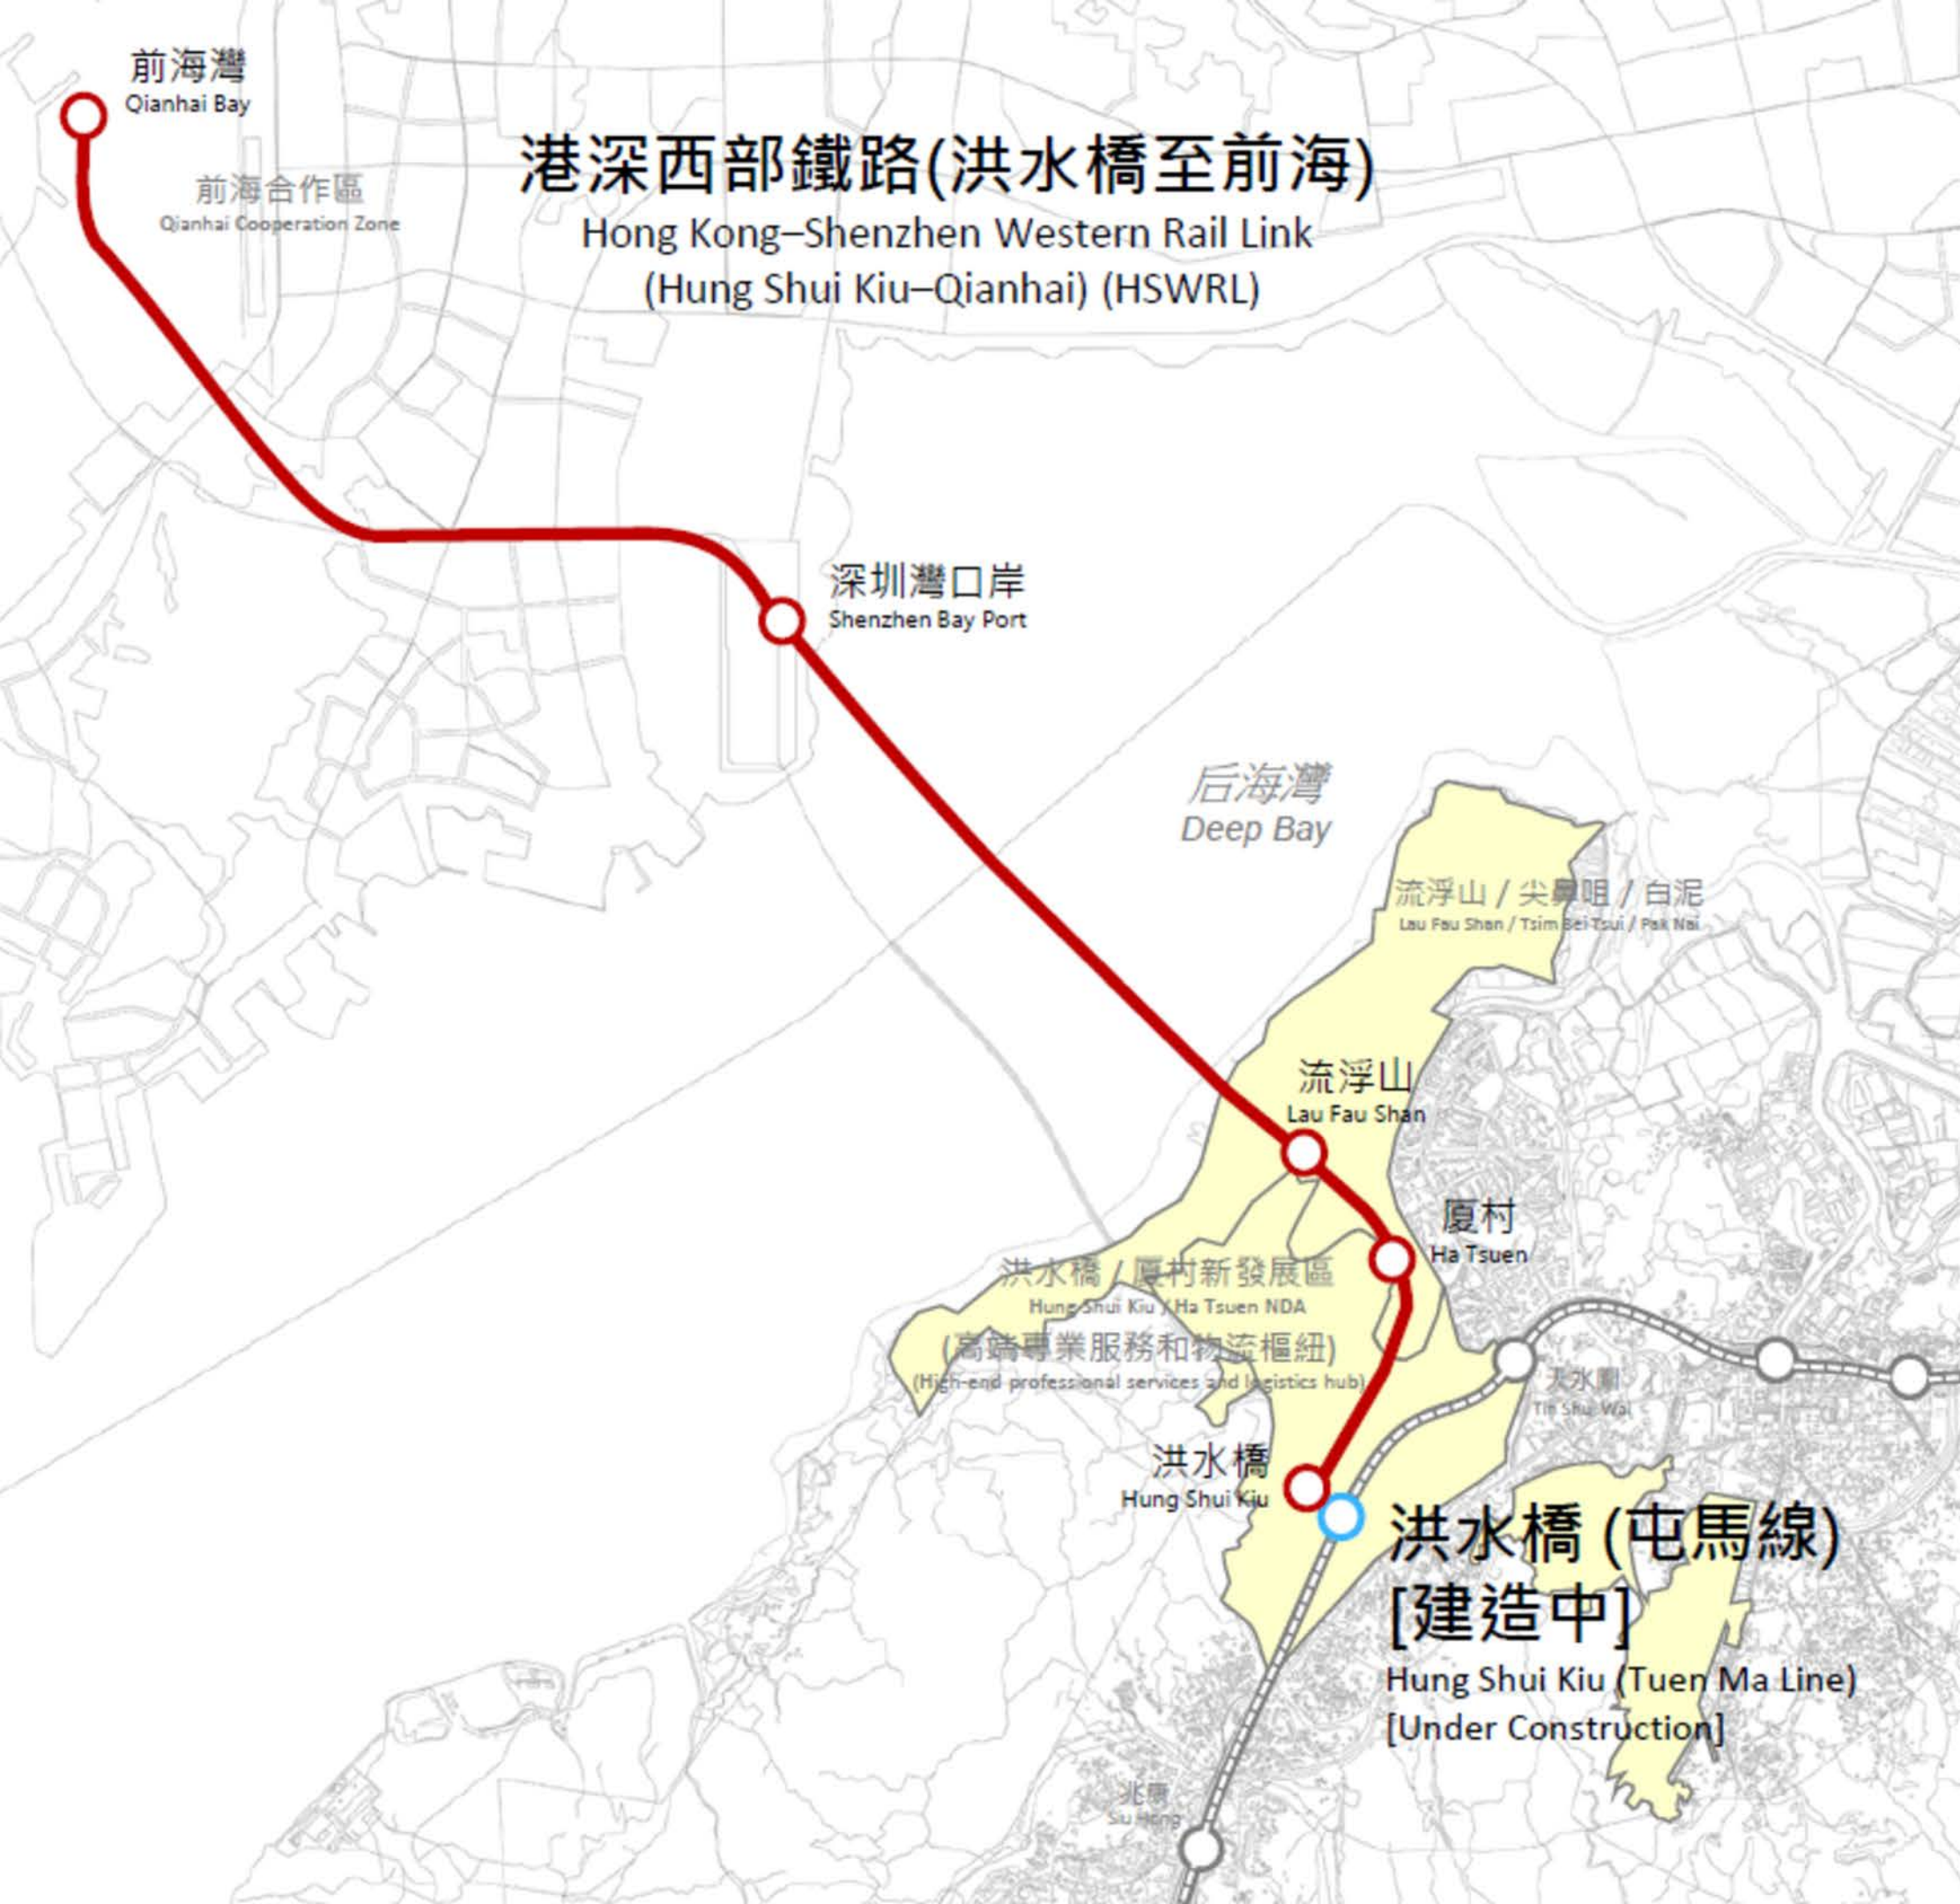 前海灣
Qianhai Bay
港深西部鐵路(洪水橋至前海)
Hong Kong–Shenzhen Western Rail Link
(Hung Shui Kiu–Qianhai) (HSWRL)
前海合作區
Qianhai Cooperation Zone
深圳灣口岸
Shenzhen Bay Port
后海灣
Deep Bay
流浮山 / 尖鼻咀 / 白泥
Lau Fau Shan / Tsim Bei Tsui / Pak Nai
流浮山
Lau Fau Shan
厦村
Ha Tsuen
洪水橋 / 厦村新發展區
Hung Shui Kiu / Ha Tsuen NDA
(高端專業服務和物流樞紐)
(High-end professional services and logistics hub)
天水圍
Tin Shui Wai
洪水橋
Hung Shui Kiu
洪水橋 (屯馬線)
[建造中]
Hung Shui Kiu (Tuen Ma Line)
[Under Construction]
兆康
Siu Hong